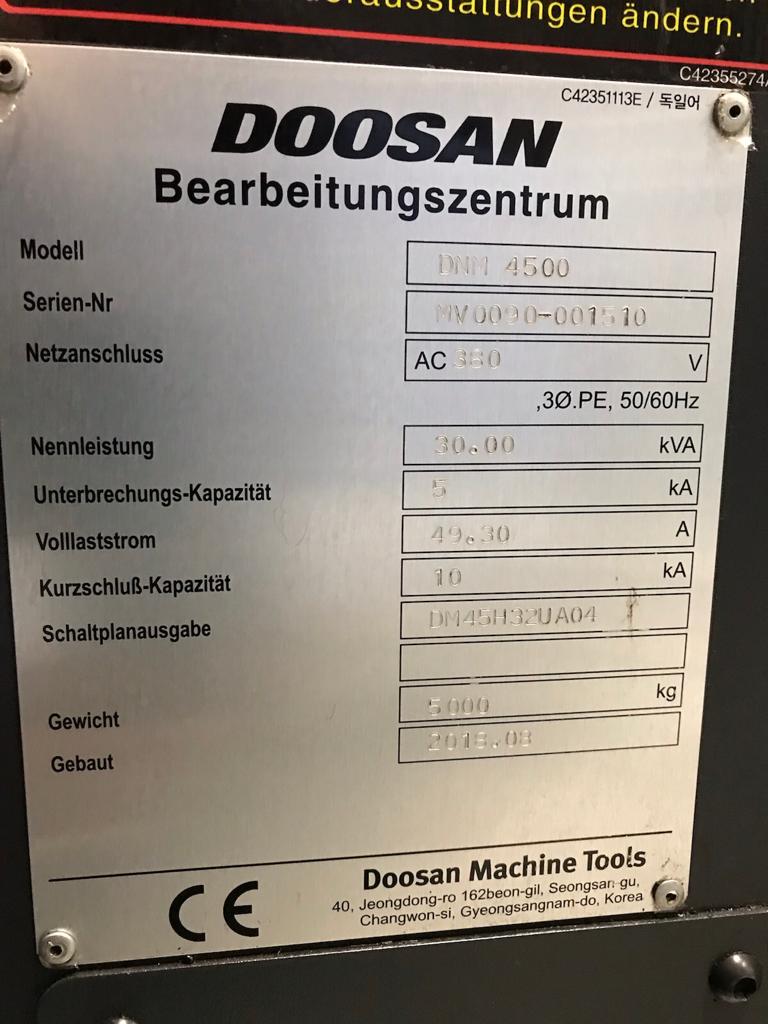 ausstattungen ändern.
C42355274
C42351113E / 독일어
DOOSAN
Bearbeitungszentrum
Modell DNM 4500
Serien-Nr MV0090-001510
Netzanschluss AC 380 V
,3Ø.PE, 50/60Hz
Nennleistung 30.00 kVA
Unterbrechungs-Kapazität 5 kA
Volllaststrom 49.30 A
Kurzschluß-Kapazität 10 kA
Schaltplanausgabe DM45H32UA04
Gewicht 5000 kg
Gebaut 2018.08
CE
Doosan Machine Tools
40, Jeongdong-ro 162beon-gil, Seongsan-gu,
Changwon-si, Gyeongsangnam-do, Korea